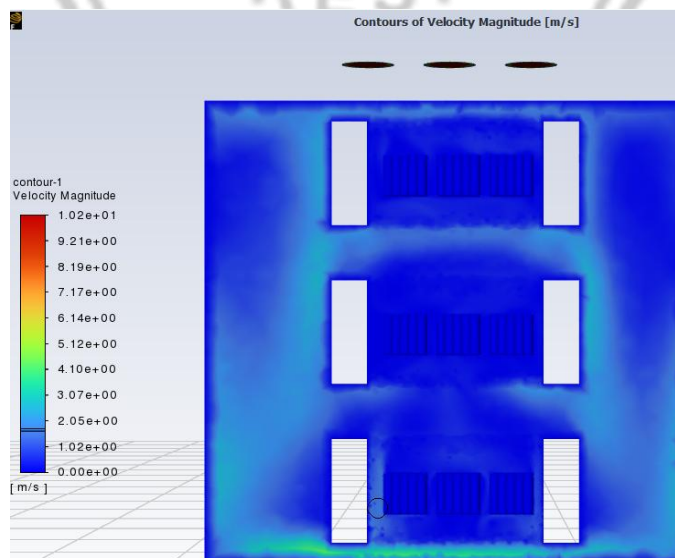 Contours of Velocity Magnitude [m/s]
contour-1
Velocity Magnitude
1.02e+01
9.21e+00
8.19e+00
7.17e+00
6.14e+00
5.12e+00
4.10e+00
3.07e+00
2.05e+00
1.02e+00
0.00e+00
[ m/s ]